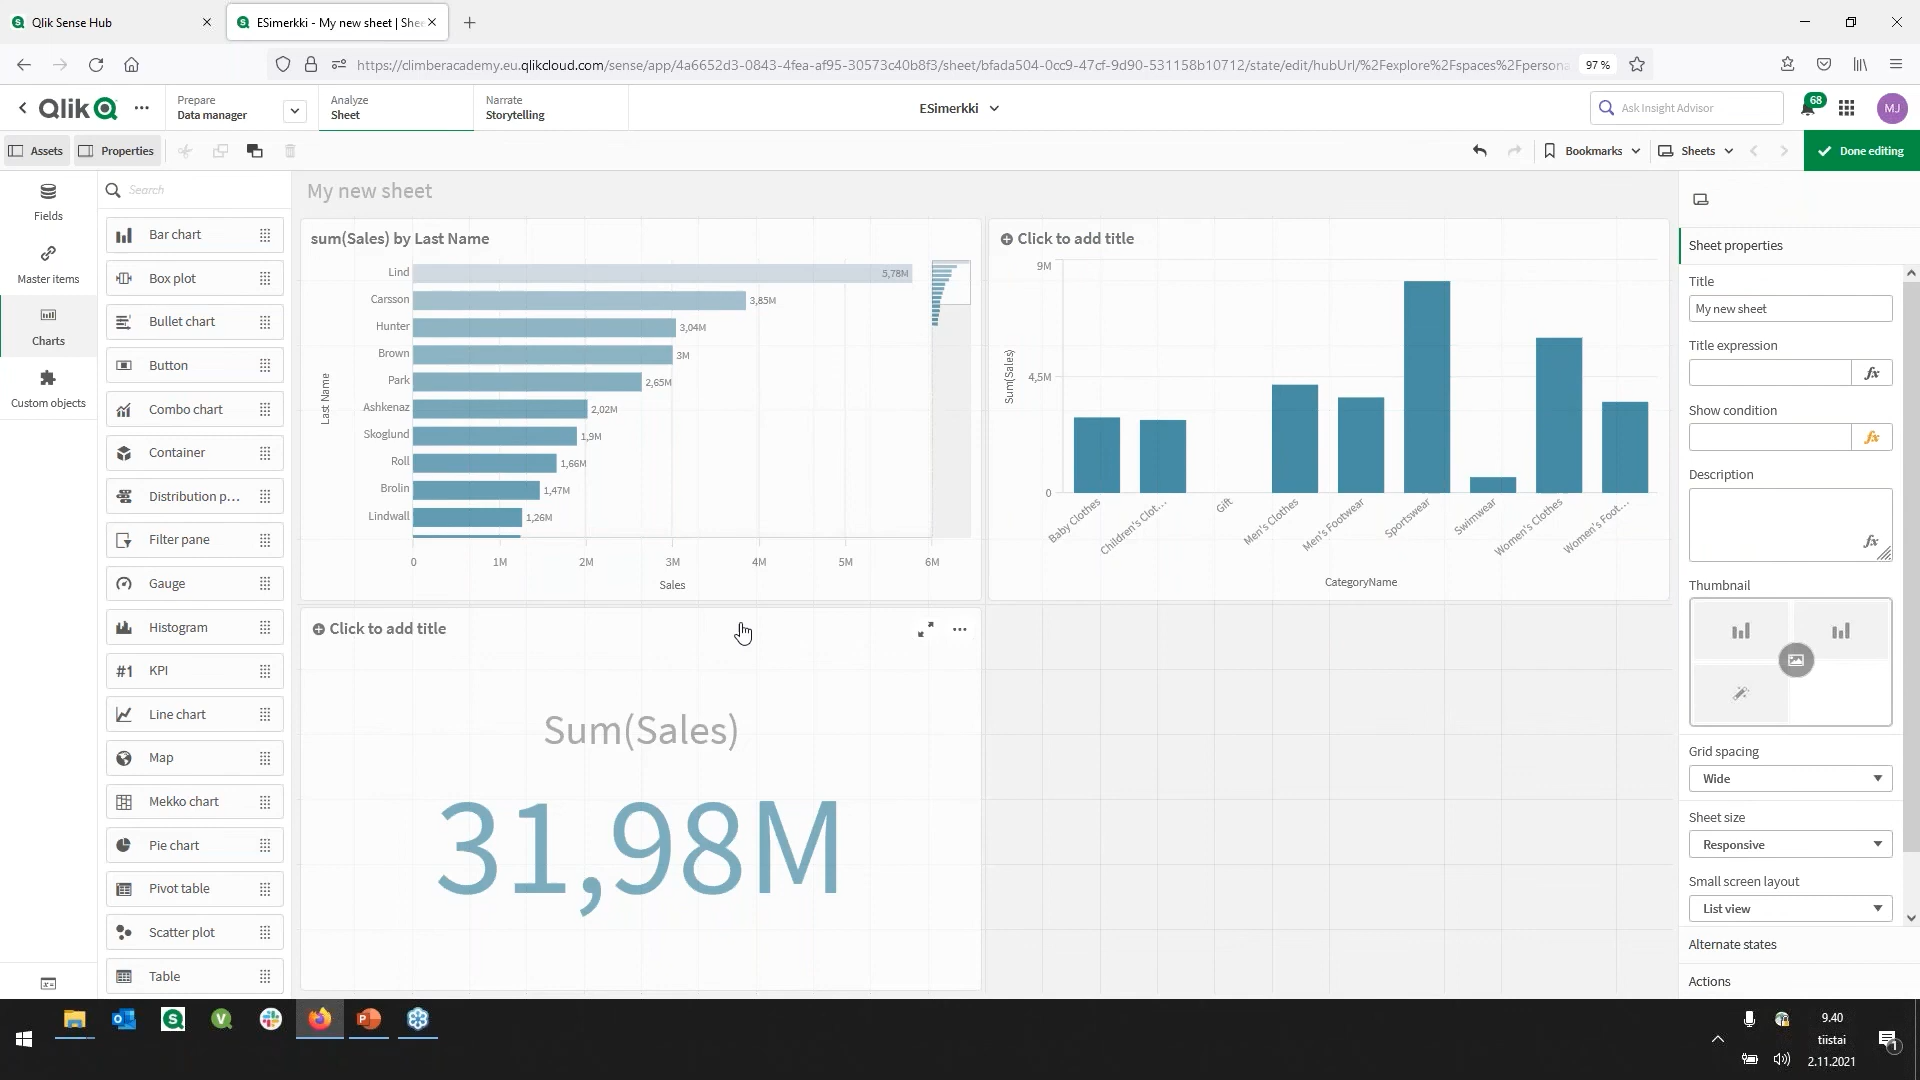 Qlik Sense Hub
ESimerkki - My new sheet | Shee
https://climberacademy.eu.qlikcloud.com/sense/app/4a6652d3-0843-4fea-af95-30573c40b8f3/sheet/bfada504-0cc9-47cf-9d90-531158b10712/state/edit/hubUrl/%2Fexplore%2Fspaces%2Fpersona
97 %
Qlik
Prepare
Data manager
Analyze
Sheet
Narrate
Storytelling
ESimerkki
Ask Insight Advisor
68
MJ
Assets
Properties
Bookmarks
Sheets
Done editing
Fields
Master items
Charts
Custom objects
Search
Bar chart
Box plot
Bullet chart
Button
Combo chart
Container
Distribution p...
Filter pane
Gauge
Histogram
#1 KPI
Line chart
Map
Mekko chart
Pie chart
Pivot table
Scatter plot
Table
My new sheet
sum(Sales) by Last Name
Last Name
Lind 5,78M
Carsson 3,85M
Hunter 3,04M
Brown 3M
Park 2,65M
Ashkenaz 2,02M
Skoglund 1,9M
Roll 1,66M
Brolin 1,47M
Lindwall 1,26M
0 1M 2M 3M 4M 5M 6M
Sales
Click to add title
Sum(Sales)
9M
4,5M
0
Baby Clothes
Children's Clot...
Gift
Men's Clothes
Men's Footwear
Sportswear
Swimwear
Women's Clothes
Women's Foot...
CategoryName
Click to add title
Sum(Sales)
31,98M
Sheet properties
Title
My new sheet
Title expression
fx
Show condition
fx
Description
fx
Thumbnail
Grid spacing
Wide
Sheet size
Responsive
Small screen layout
List view
Alternate states
Actions
9.40
tiistai
2.11.2021
1